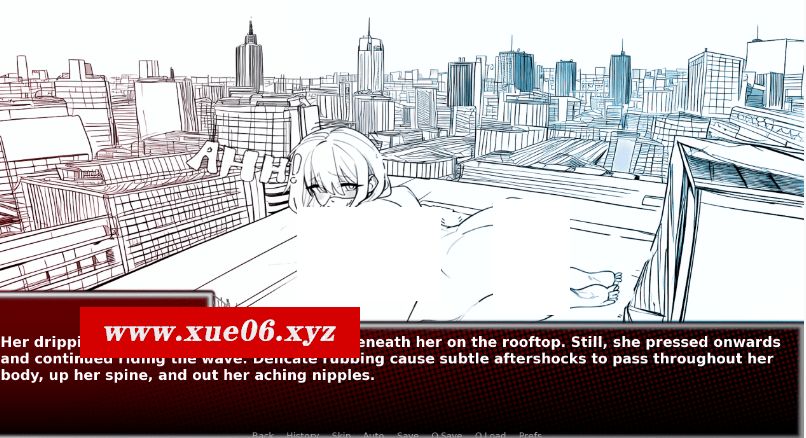 AHHH
www.xue06.xyz
Her drippi eneath her on the rooftop. Still, she pressed onwards
and continued riding the wave. Delicate rubbing cause subtle aftershocks to pass throughout her
body, up her spine, and out her aching nipples.
Back History Skip Auto Save Q.Save Q.Load Prefs